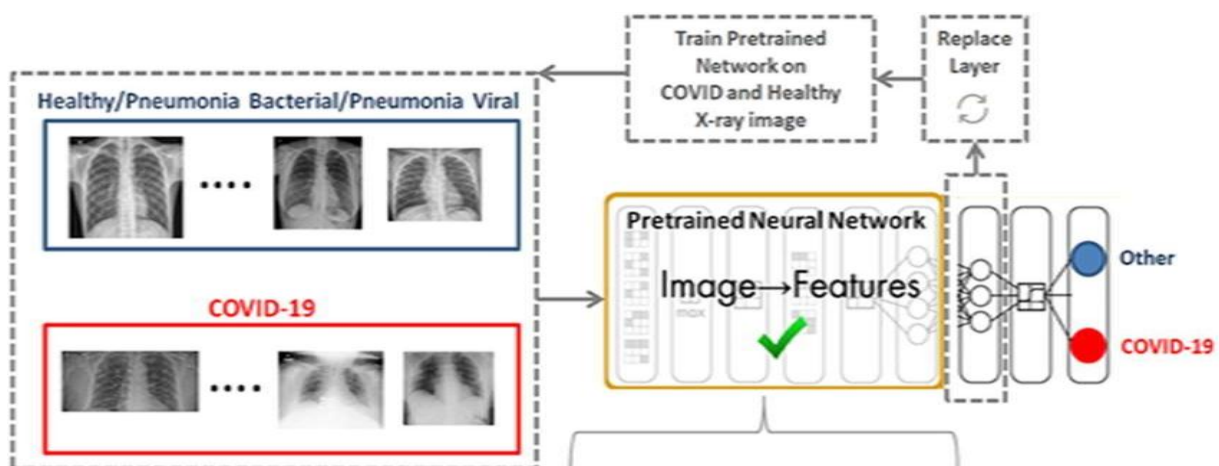 Train Pretrained
Network on
COVID and Healthy
X-ray image
Replace
Layer
Healthy/Pneumonia Bacterial/Pneumonia Viral
COVID-19
Pretrained Neural Network
Image→Features
max
Other
COVID-19